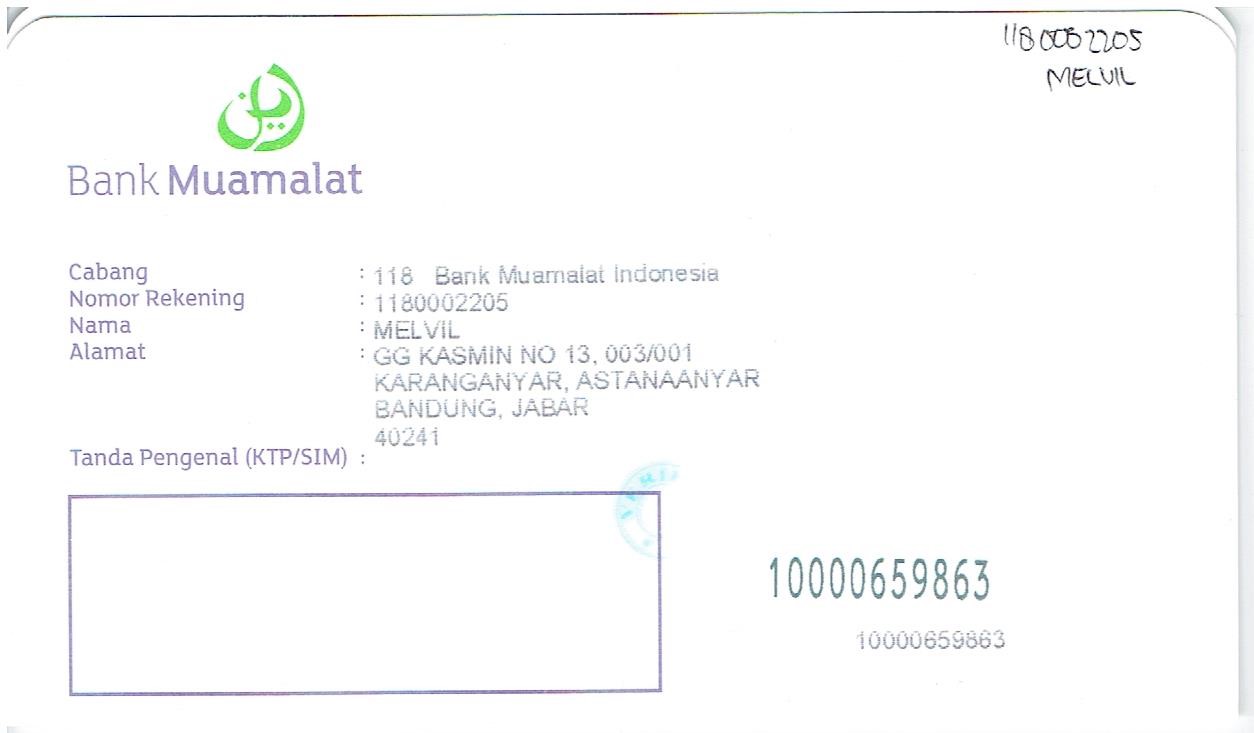 1180002205
MELVIL
Bank Muamalat
Cabang : 118 Bank Muamalat Indonesia
Nomor Rekening : 1180002205
Nama : MELVIL
Alamat : GG KASMIN NO 13, 003/001
KARANGANYAR, ASTANAANYAR
BANDUNG, JABAR
40241
Tanda Pengenal (KTP/SIM) :
10000659863
10000659863